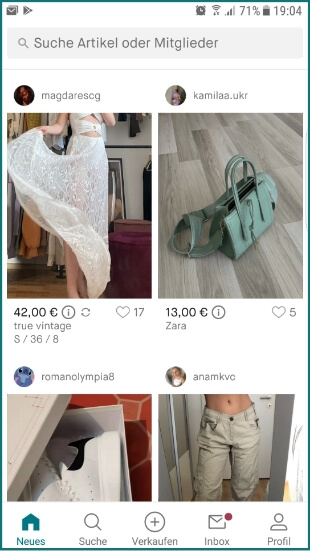 71% 19:04
Suche Artikel oder Mitglieder
magdarescg
kamilaa.ukr
42,00 € 17
true vintage
S / 36 / 8
13,00 € 5
Zara
romanolympia8
anamkvc
Neues
Suche
Verkaufen
Inbox
Profil